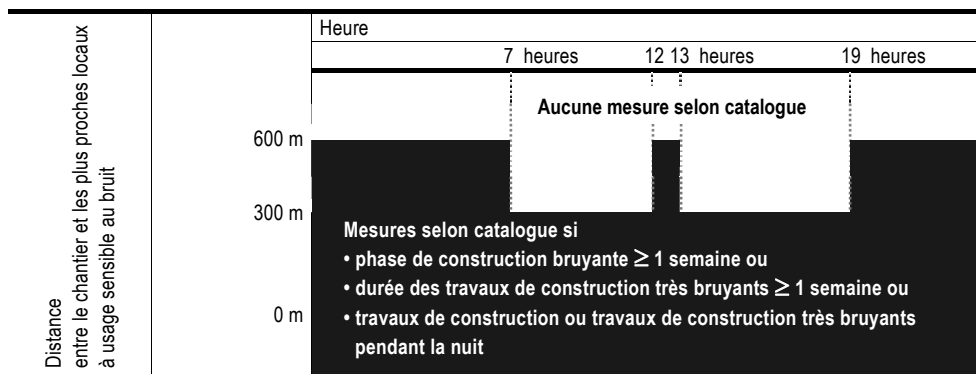 Heure
7 heures 12 13 heures 19 heures
Aucune mesure selon catalogue
600 m
300 m
0 m
Distance
entre le chantier et les plus proches locaux
à usage sensible au bruit
Mesures selon catalogue si
• phase de construction bruyante ≥ 1 semaine ou
• durée des travaux de construction très bruyants ≥ 1 semaine ou
• travaux de construction ou travaux de construction très bruyants
pendant la nuit